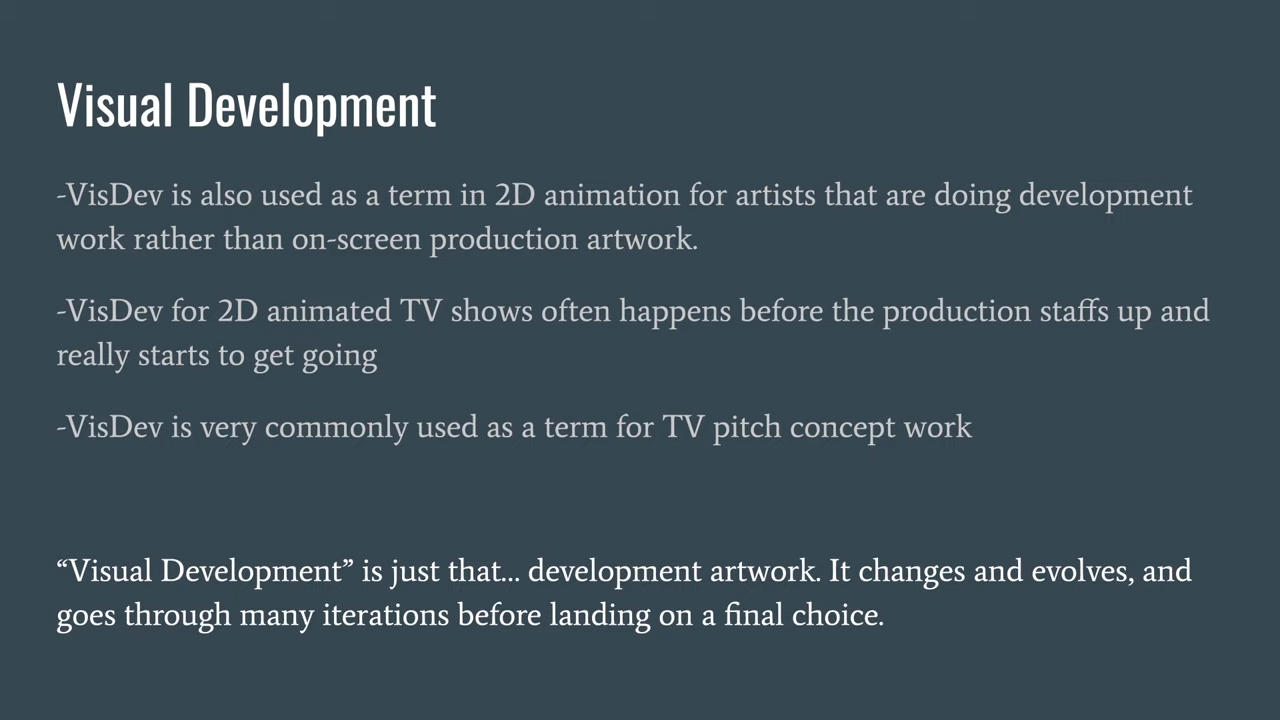 Visual Development
-VisDev is also used as a term in 2D animation for artists that are doing development
work rather than on-screen production artwork.
-VisDev for 2D animated TV shows often happens before the production staffs up and
really starts to get going
-VisDev is very commonly used as a term for TV pitch concept work
“Visual Development” is just that... development artwork. It changes and evolves, and
goes through many iterations before landing on a final choice.